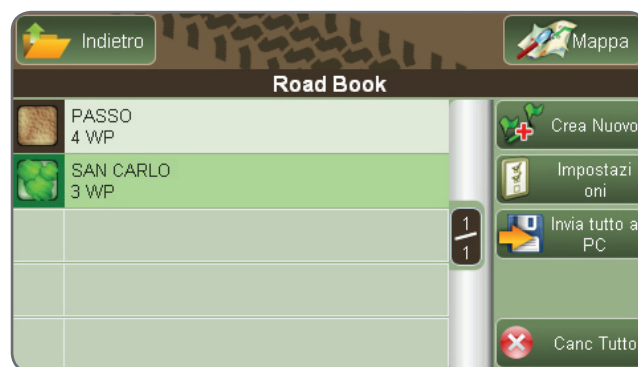 Indietro
Mappa
Road Book
PASSO
4 WP
SAN CARLO
3 WP
1
1
Crea Nuovo
Impostazi
oni
Invia tutto a
PC
Canc Tutto